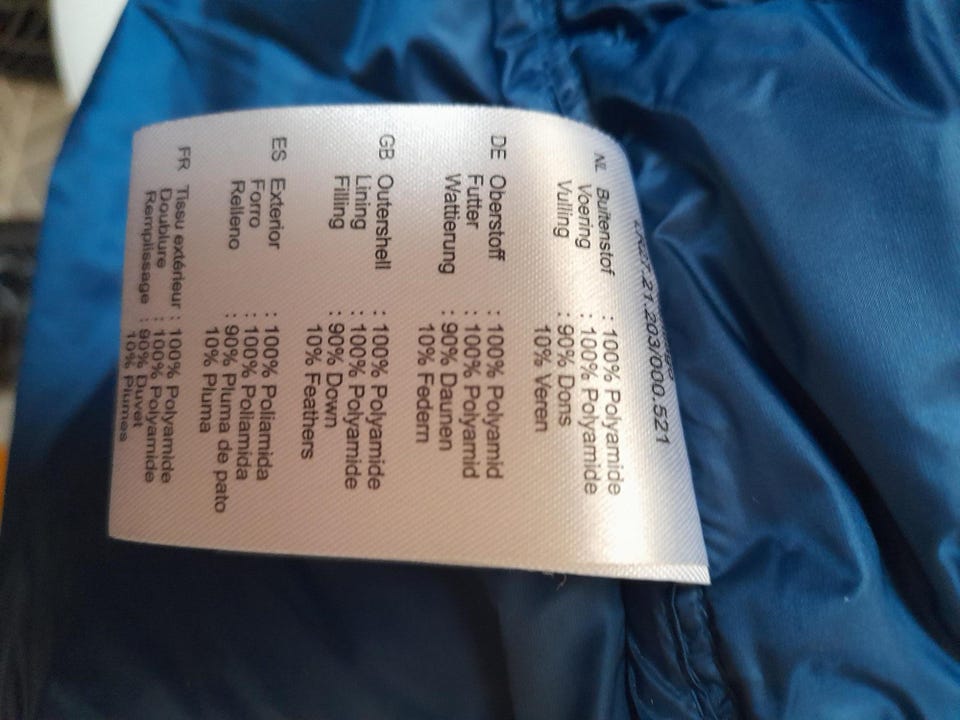 21.203/000.521
NL Buitenstof : 100% Polyamide
Voering : 100% Polyamide
Vulling : 90% Dons
10% Veren
DE Oberstoff : 100% Polyamid
Futter : 100% Polyamid
Wattierung : 90% Daunen
10% Federn
GB Outershell : 100% Polyamide
Lining : 100% Polyamide
Filling : 90% Down
10% Feathers
ES Exterior : 100% Poliamida
Forro : 100% Poliamida
Relleno : 90% Pluma de pato
10% Pluma
FR Tissu extérieur : 100% Polyamide
Doublure : 100% Polyamide
Remplissage : 90% Duvet
10% Plumes